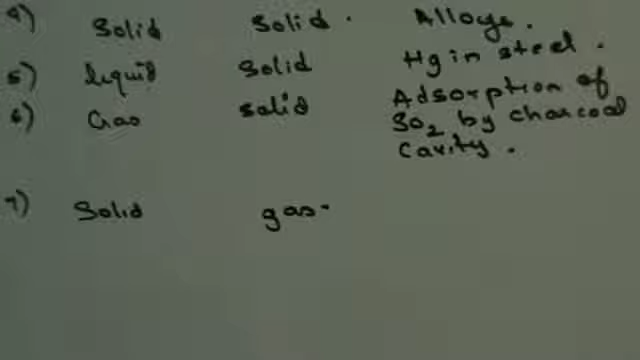 4) Solid Solid. Alloys.
5) liquid Solid Hg in steel.
6) Gas solid Adsorption of
SO2 by charcoal
cavity.
7) Solid gas.